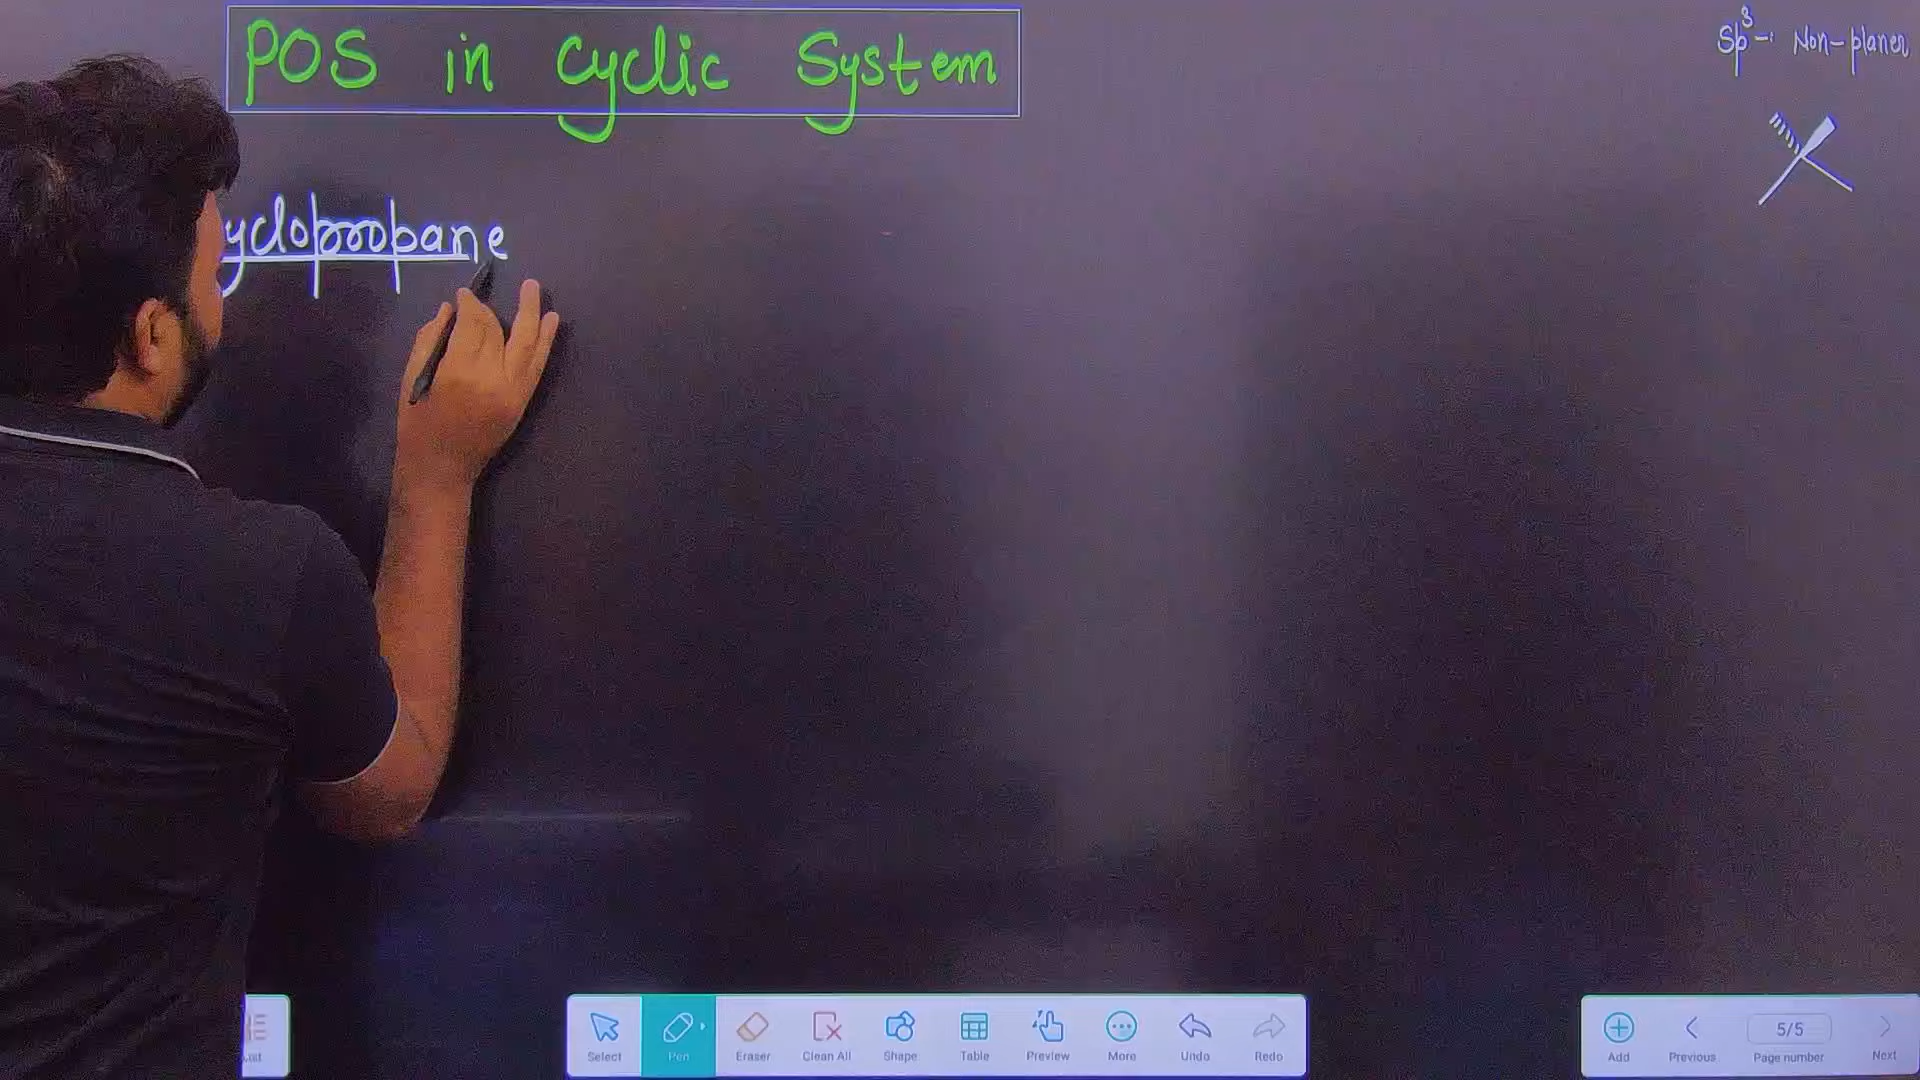 POS in Cyclic System
Sp3 -: Non-planer
yclopropane
Select
Pen
Eraser
Clean All
Shape
Table
Preview
More
Undo
Redo
Add
Previous
5/5
Page number
Next